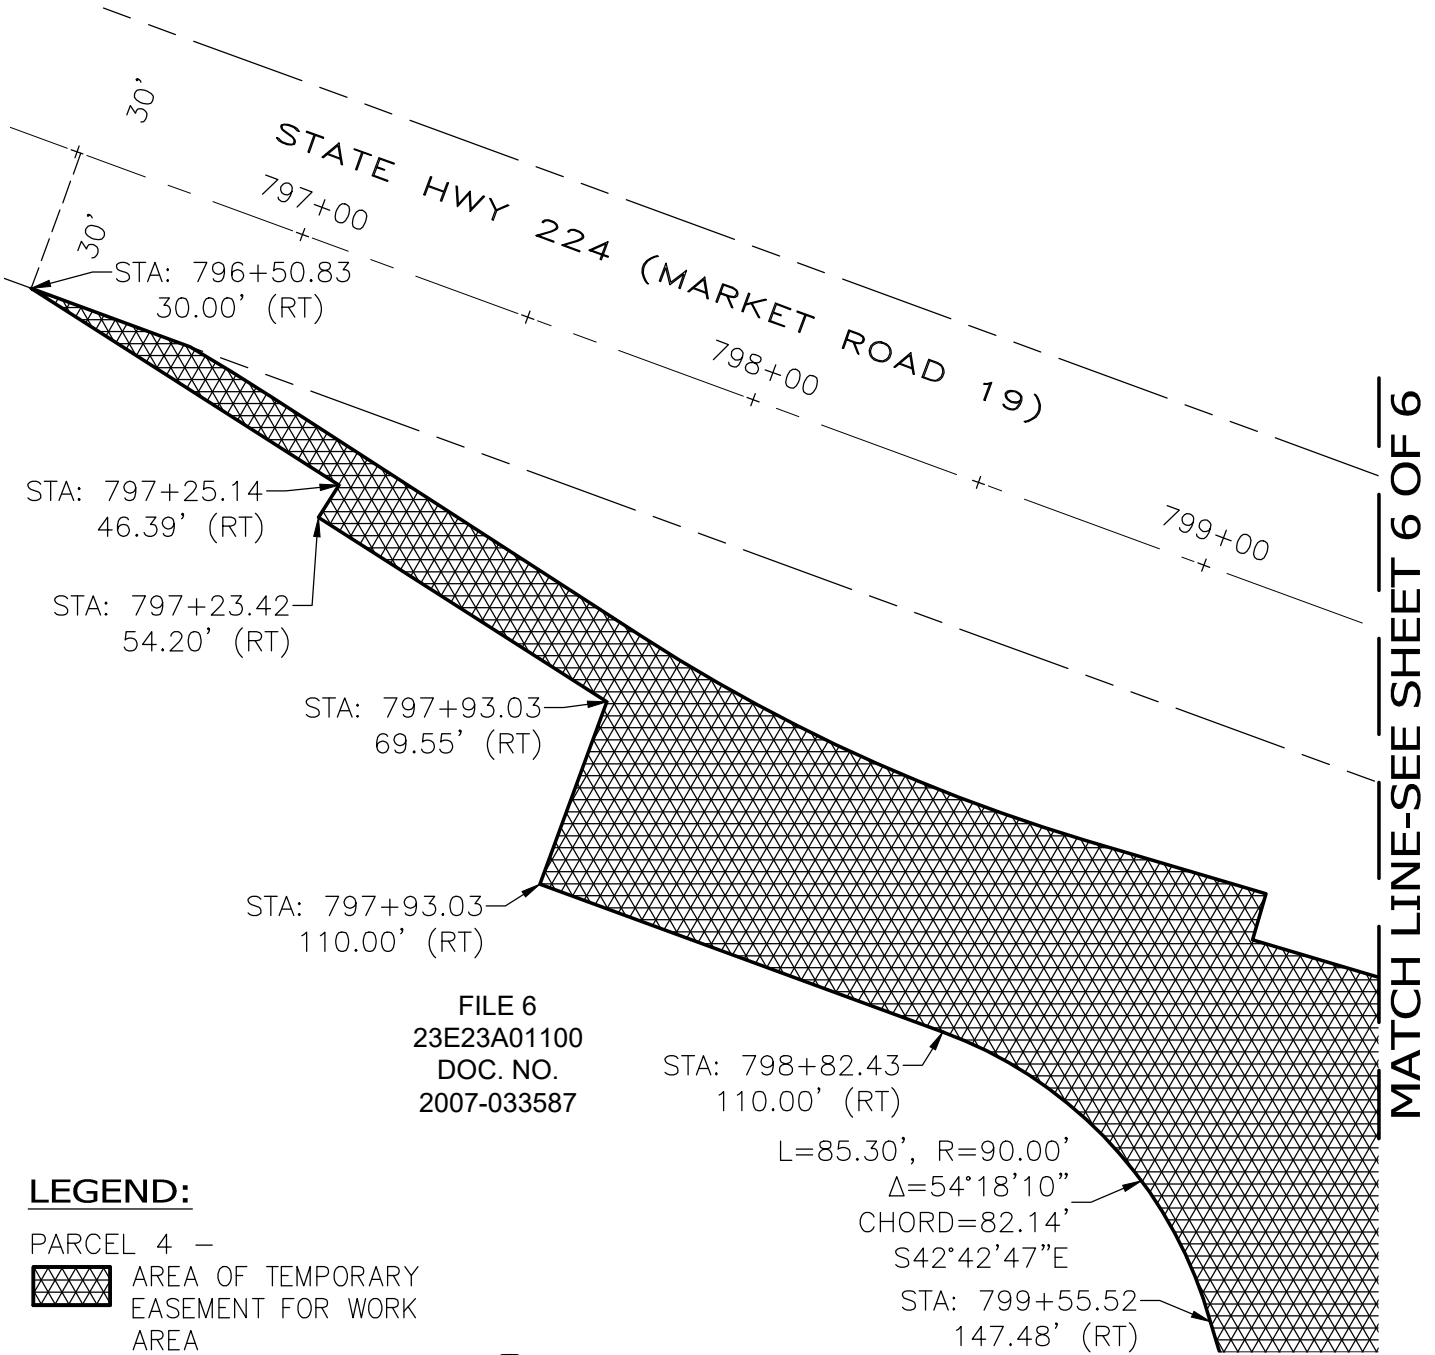 30'
STATE HWY 224 (MARKET ROAD 19)
797+00
30'
STA: 796+50.83
30.00' (RT)
798+00
799+00
STA: 797+25.14
46.39' (RT)
STA: 797+23.42
54.20' (RT)
STA: 797+93.03
69.55' (RT)
STA: 797+93.03
110.00' (RT)
MATCH LINE-SEE SHEET 6 OF 6
FILE 6
23E23A01100
DOC. NO.
2007-033587
STA: 798+82.43
110.00' (RT)
L=85.30', R=90.00'
Δ=54°18'10"
CHORD=82.14'
S42°42'47"E
STA: 799+55.52
147.48' (RT)
LEGEND:
PARCEL 4 –
AREA OF TEMPORARY
EASEMENT FOR WORK
AREA